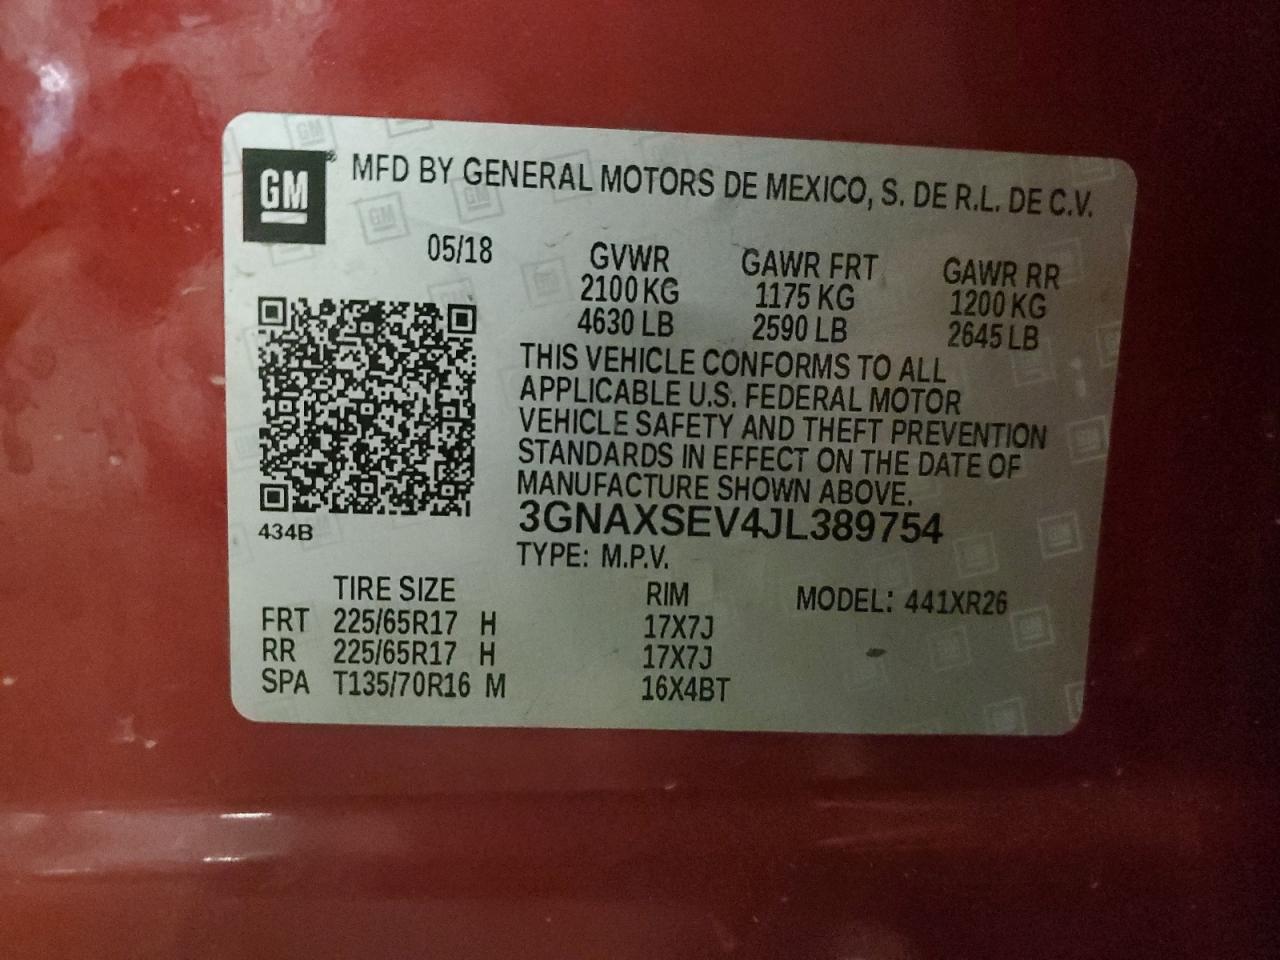 GM
MFD BY GENERAL MOTORS DE MEXICO, S. DE R.L. DE C.V.
05/18
GVWR GAWR FRT GAWR RR
2100 KG 1175 KG 1200 KG
4630 LB 2590 LB 2645 LB
THIS VEHICLE CONFORMS TO ALL
APPLICABLE U.S. FEDERAL MOTOR
VEHICLE SAFETY AND THEFT PREVENTION
STANDARDS IN EFFECT ON THE DATE OF
MANUFACTURE SHOWN ABOVE.
3GNAXSEV4JL389754
434B
TYPE: M.P.V.
TIRE SIZE RIM MODEL: 441XR26
FRT 225/65R17 H 17X7J
RR 225/65R17 H 17X7J
SPA T135/70R16 M 16X4BT